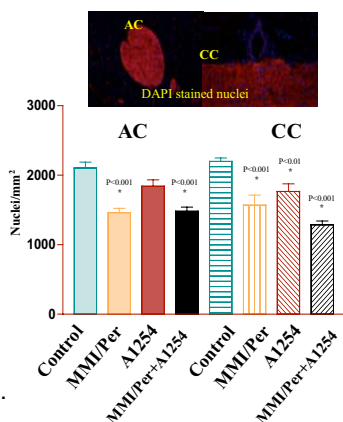 AC
CC
DAPI stained nuclei
3000
2000
1000
0
Nuclei/mm²
AC
CC
P<0.001
*
P<0.001
*
P<0.001
*
P<0.01
*
P<0.001
*
Control
MMI/Per
A1254
MMI/Per+A1254
Control
MMI/Per
A1254
MMI/Per+A1254
.